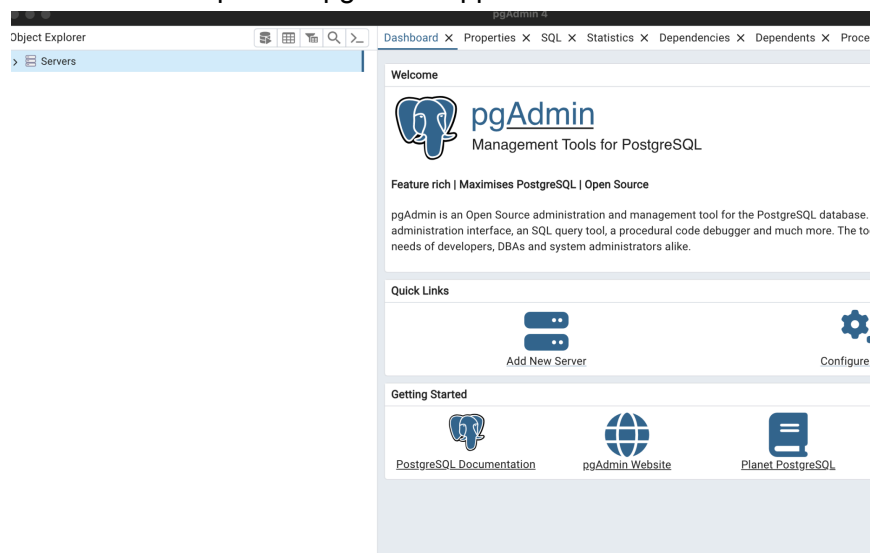 pgAdmin 4
Object Explorer
Dashboard X Properties X SQL X Statistics X Dependencies X Dependents X Proce
Servers
Welcome
pgAdmin
Management Tools for PostgreSQL
Feature rich | Maximises PostgreSQL | Open Source
pgAdmin is an Open Source administration and management tool for the PostgreSQL database.
administration interface, an SQL query tool, a procedural code debugger and much more. The to
needs of developers, DBAs and system administrators alike.
Quick Links
Add New Server
Configure
Getting Started
PostgreSQL Documentation
pgAdmin Website
Planet PostgreSQL